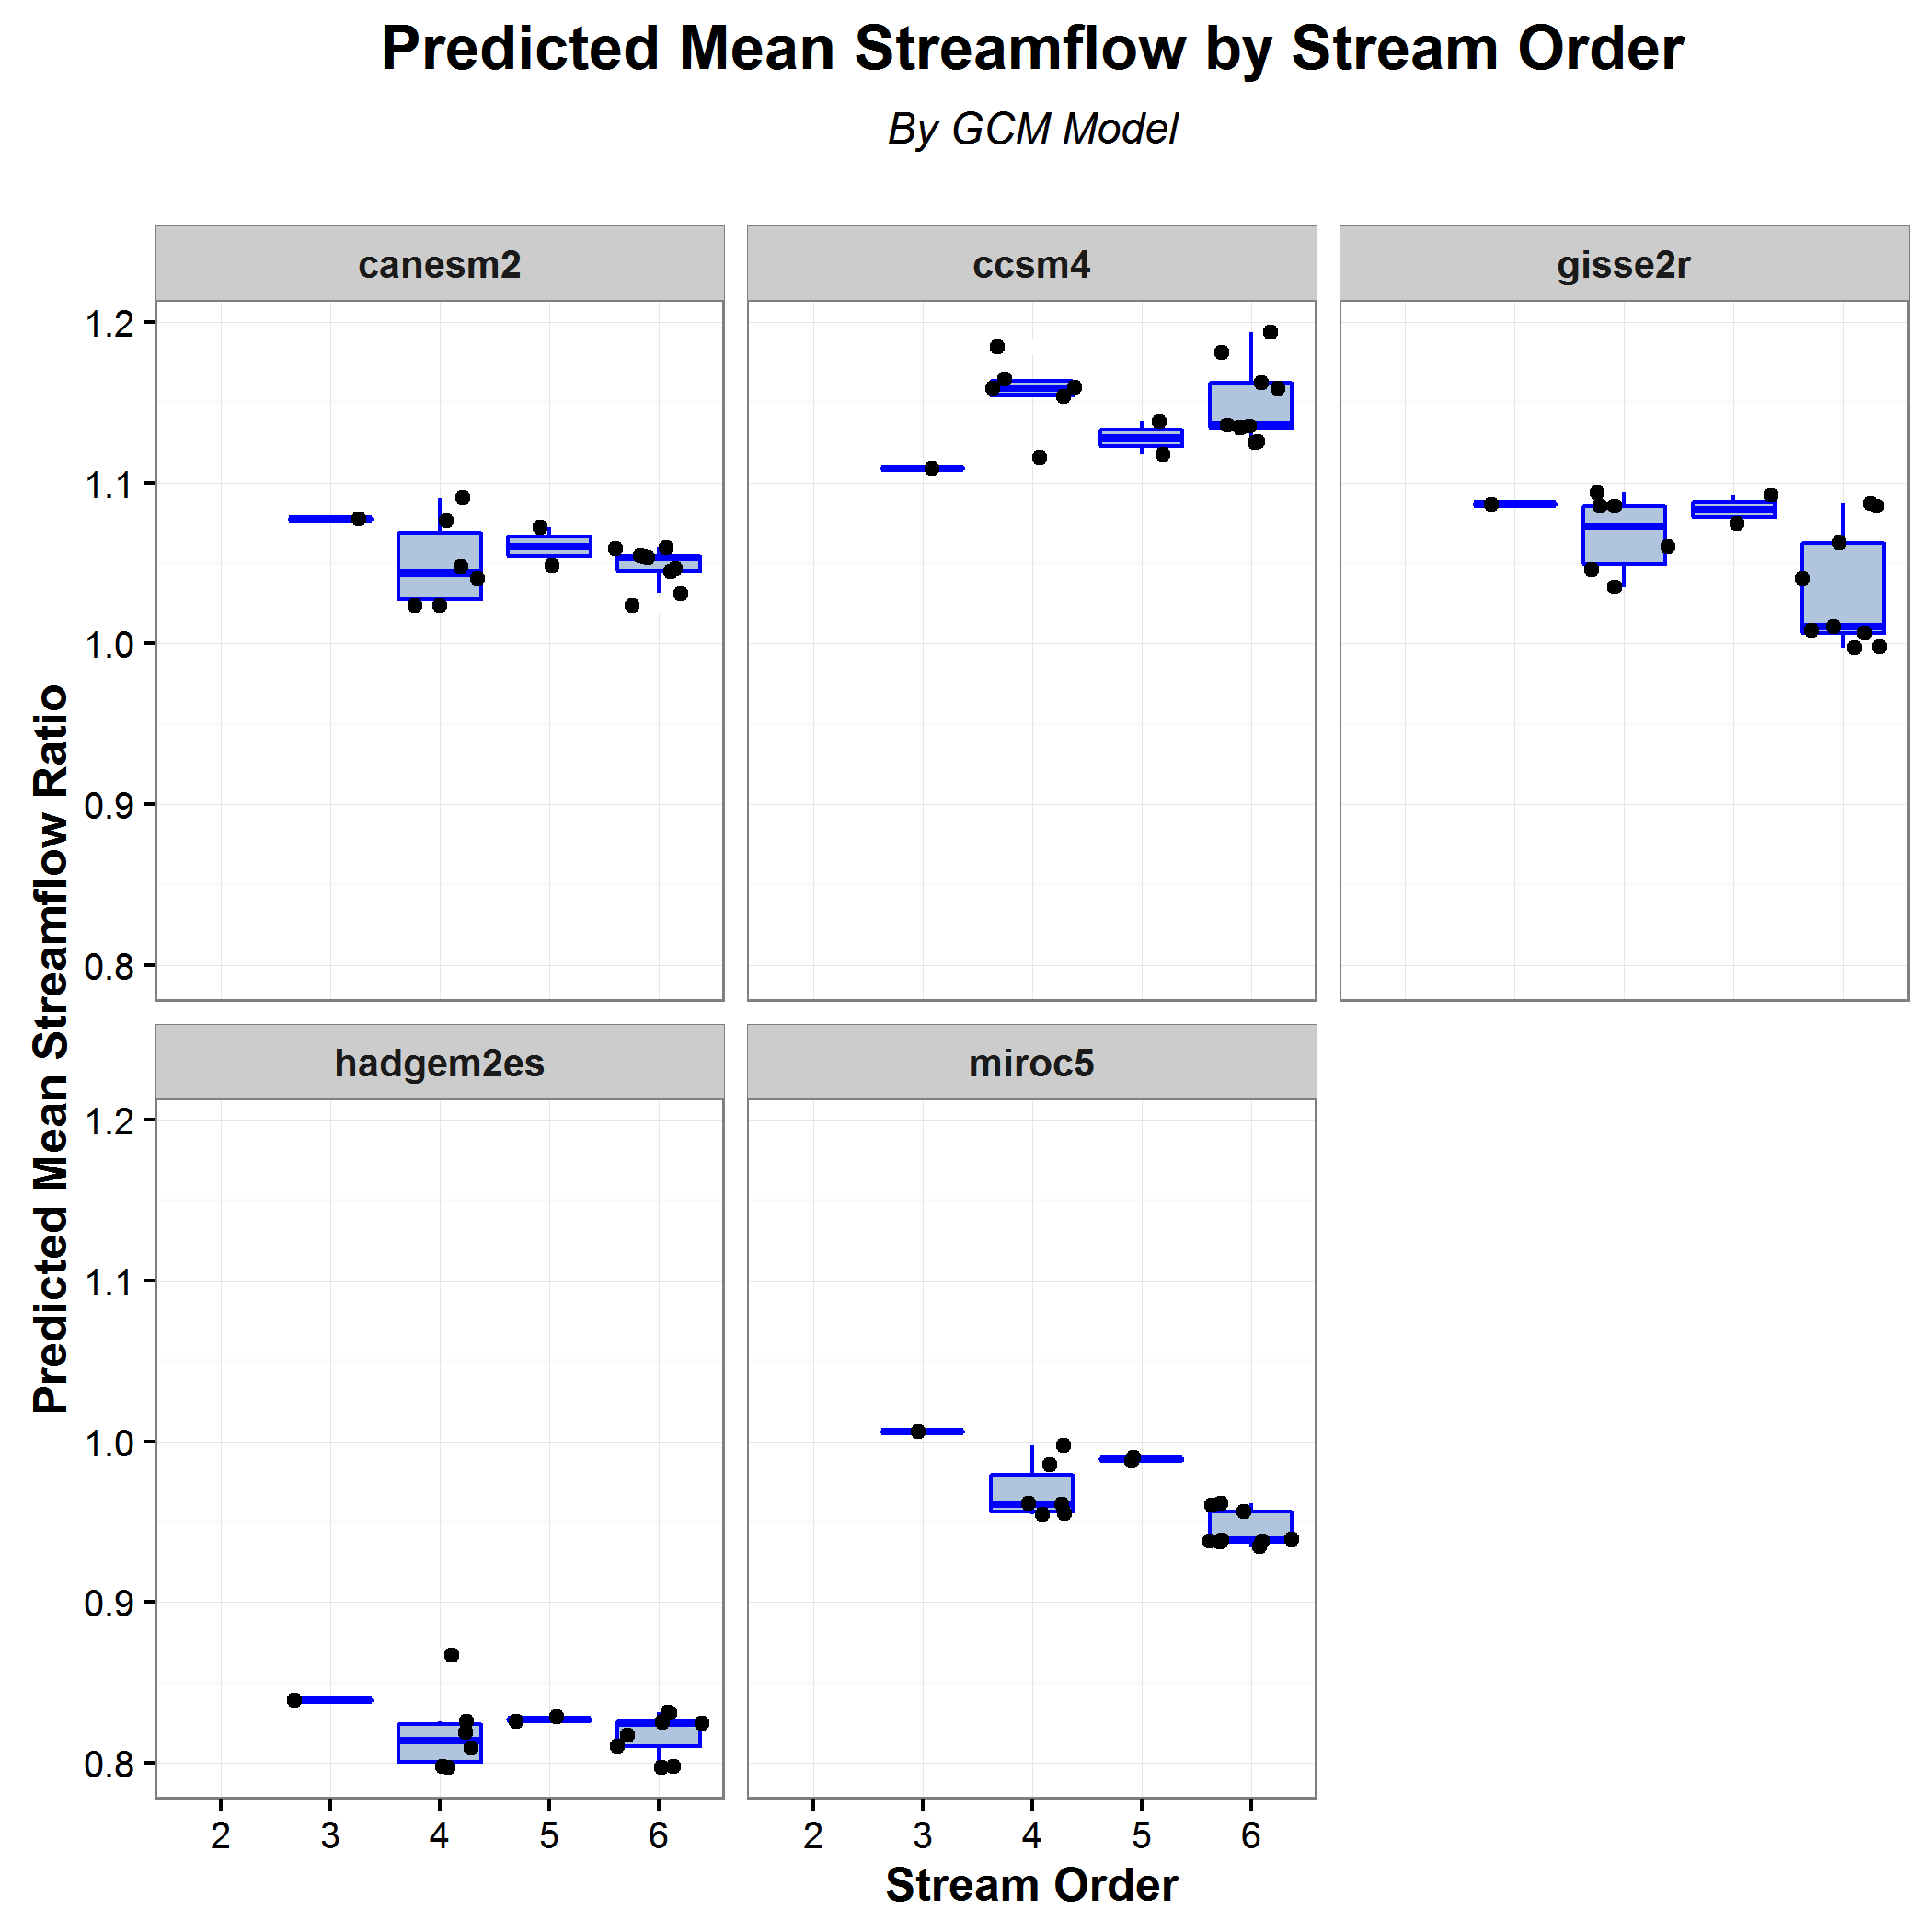 Predicted Mean Streamflow by Stream Order
By GCM Model
canesm2
ccsm4
gisse2r
1.2
1.1
1.0
0.9
0.8
Predicted Mean Streamflow Ratio
hadgem2es
miroc5
1.2
1.1
1.0
0.9
0.8
2 3 4 5 6
2 3 4 5 6
Stream Order